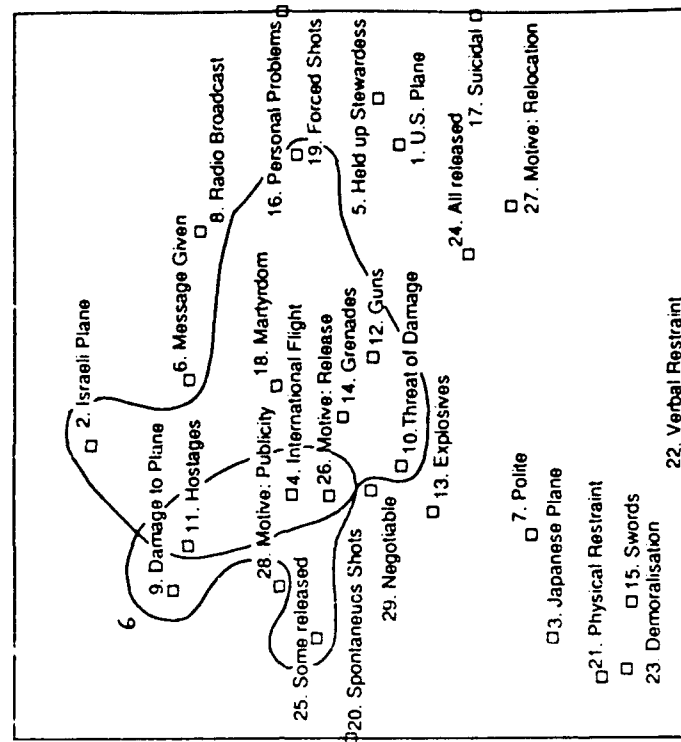 2. Israeli Plane
6
9. Damage to Plane
6. Message Given
11. Hostages
8. Radio Broadcast
28. Motive: Publicity
18. Martyrdom
16. Personal Problems
4. International Flight
25. Some released
26. Motive: Release
19. Forced Shots
14. Grenades
20. Spontaneucs Shots
12. Guns
5. Held up Stewardess
29. Negotiable
10. Threat of Damage
1. U.S. Plane
13. Explosives
24. All released
17. Suicidal
7. Polite
27. Motive: Relocation
3. Japanese Plane
21. Physical Restraint
15. Swords
23. Demoralisation
22. Verbal Restraint